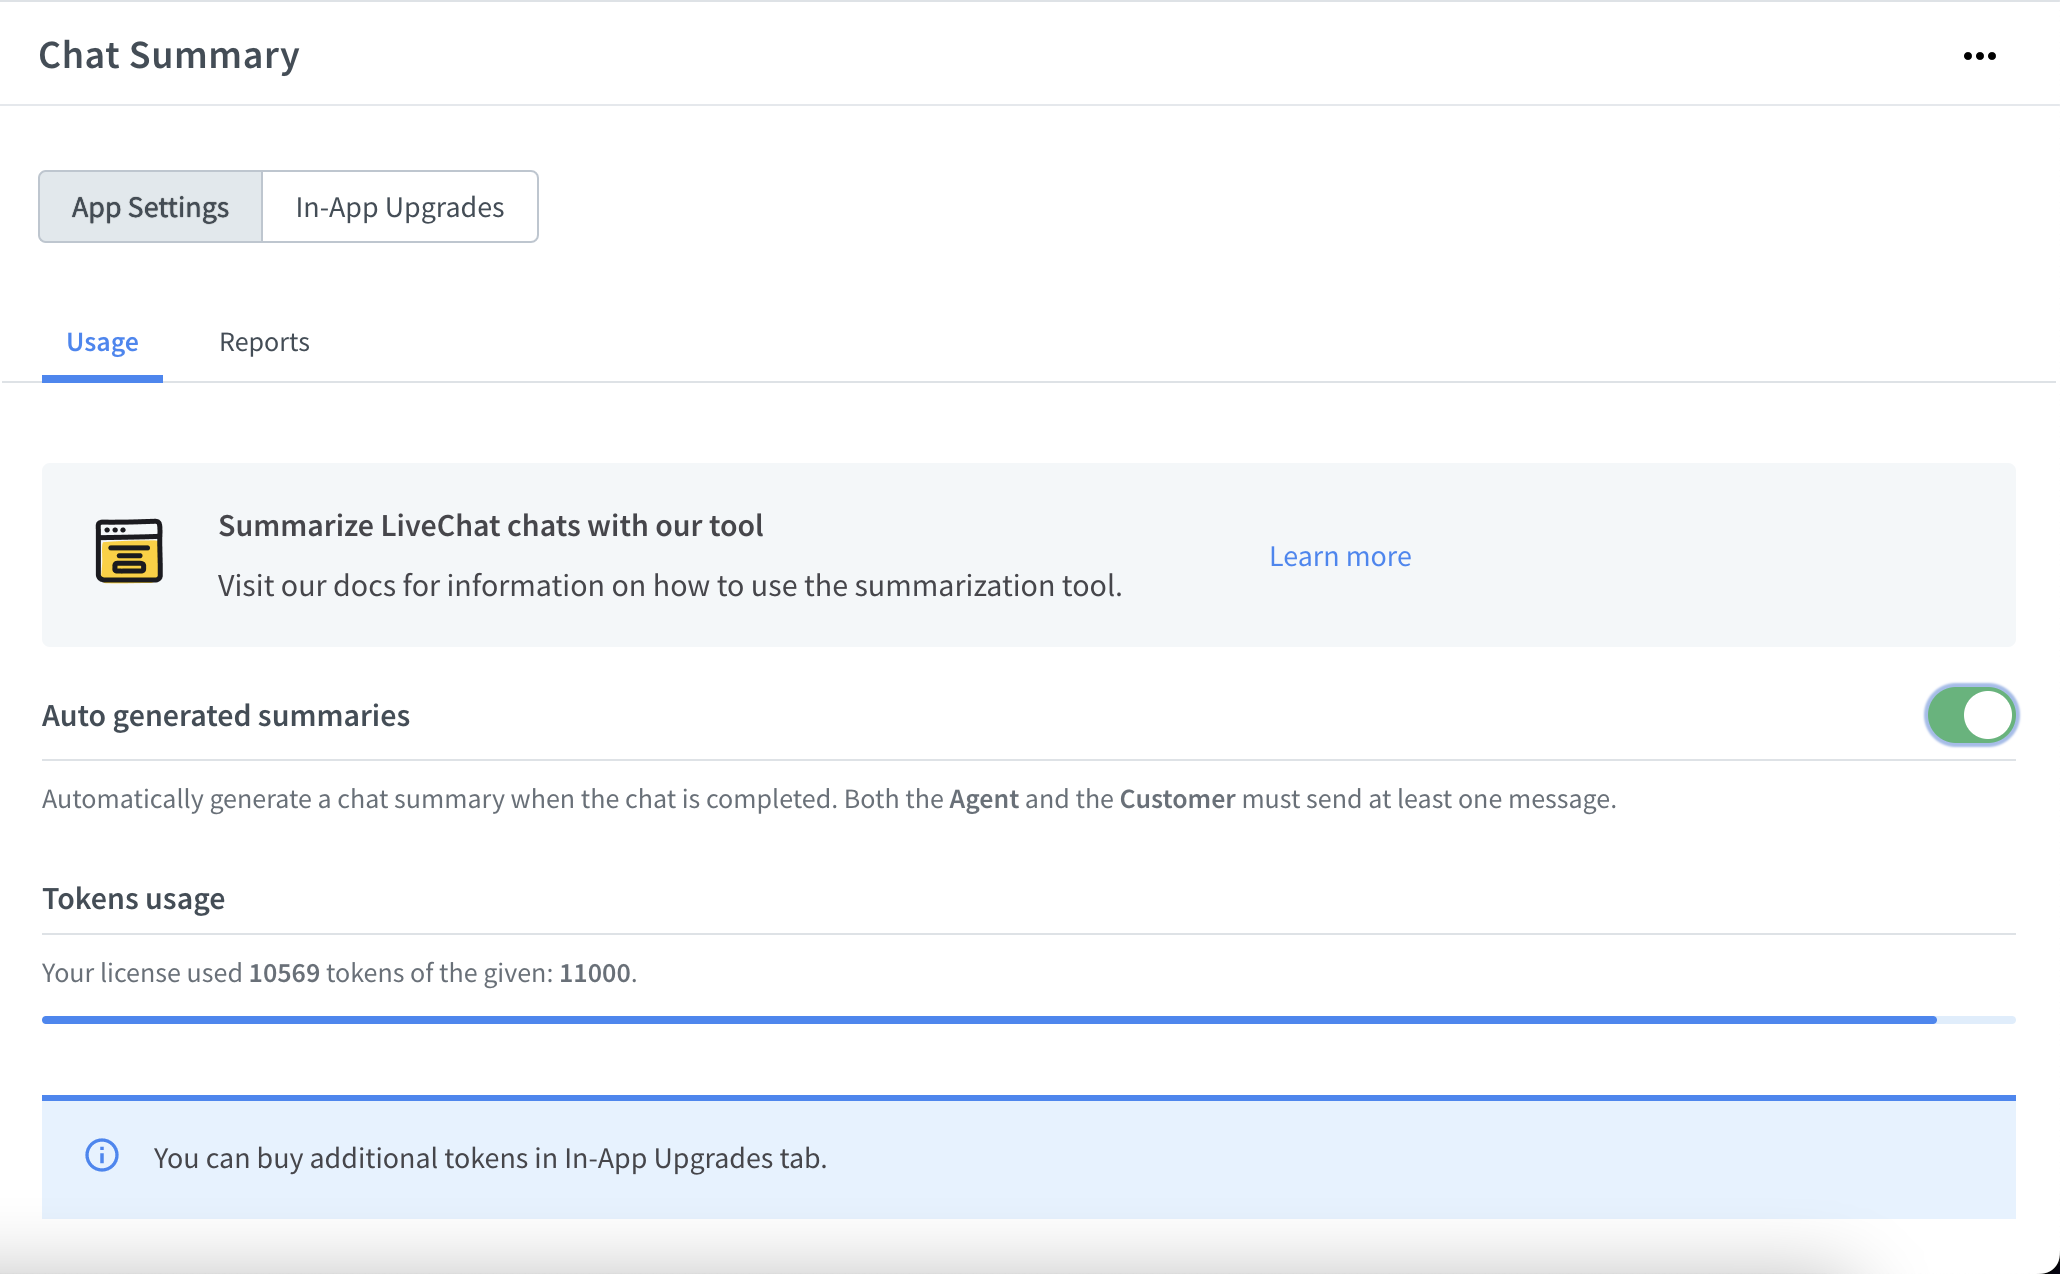 Chat Summary
App Settings
In-App Upgrades
Usage
Reports
Summarize LiveChat chats with our tool
Visit our docs for information on how to use the summarization tool.
Learn more
Auto generated summaries
Automatically generate a chat summary when the chat is completed. Both the Agent and the Customer must send at least one message.
Tokens usage
Your license used 10569 tokens of the given: 11000.
You can buy additional tokens in In-App Upgrades tab.